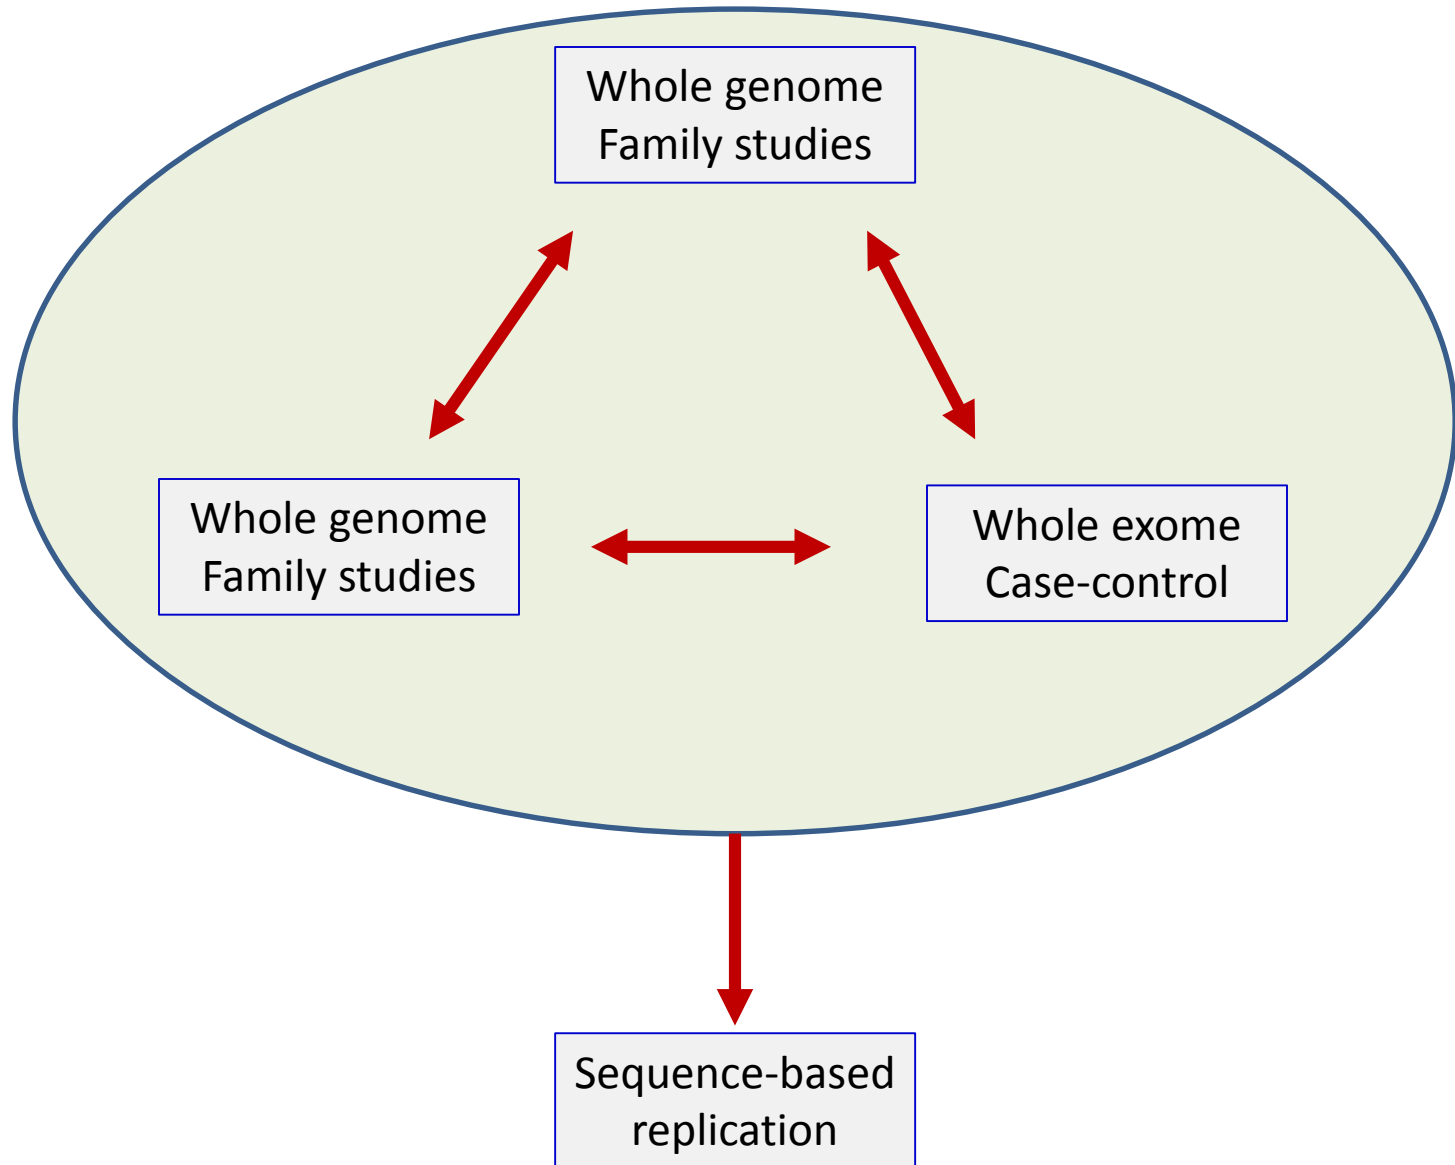 Whole genome
Family studies
Whole genome
Family studies
Whole exome
Case-control
Sequence-based
replication